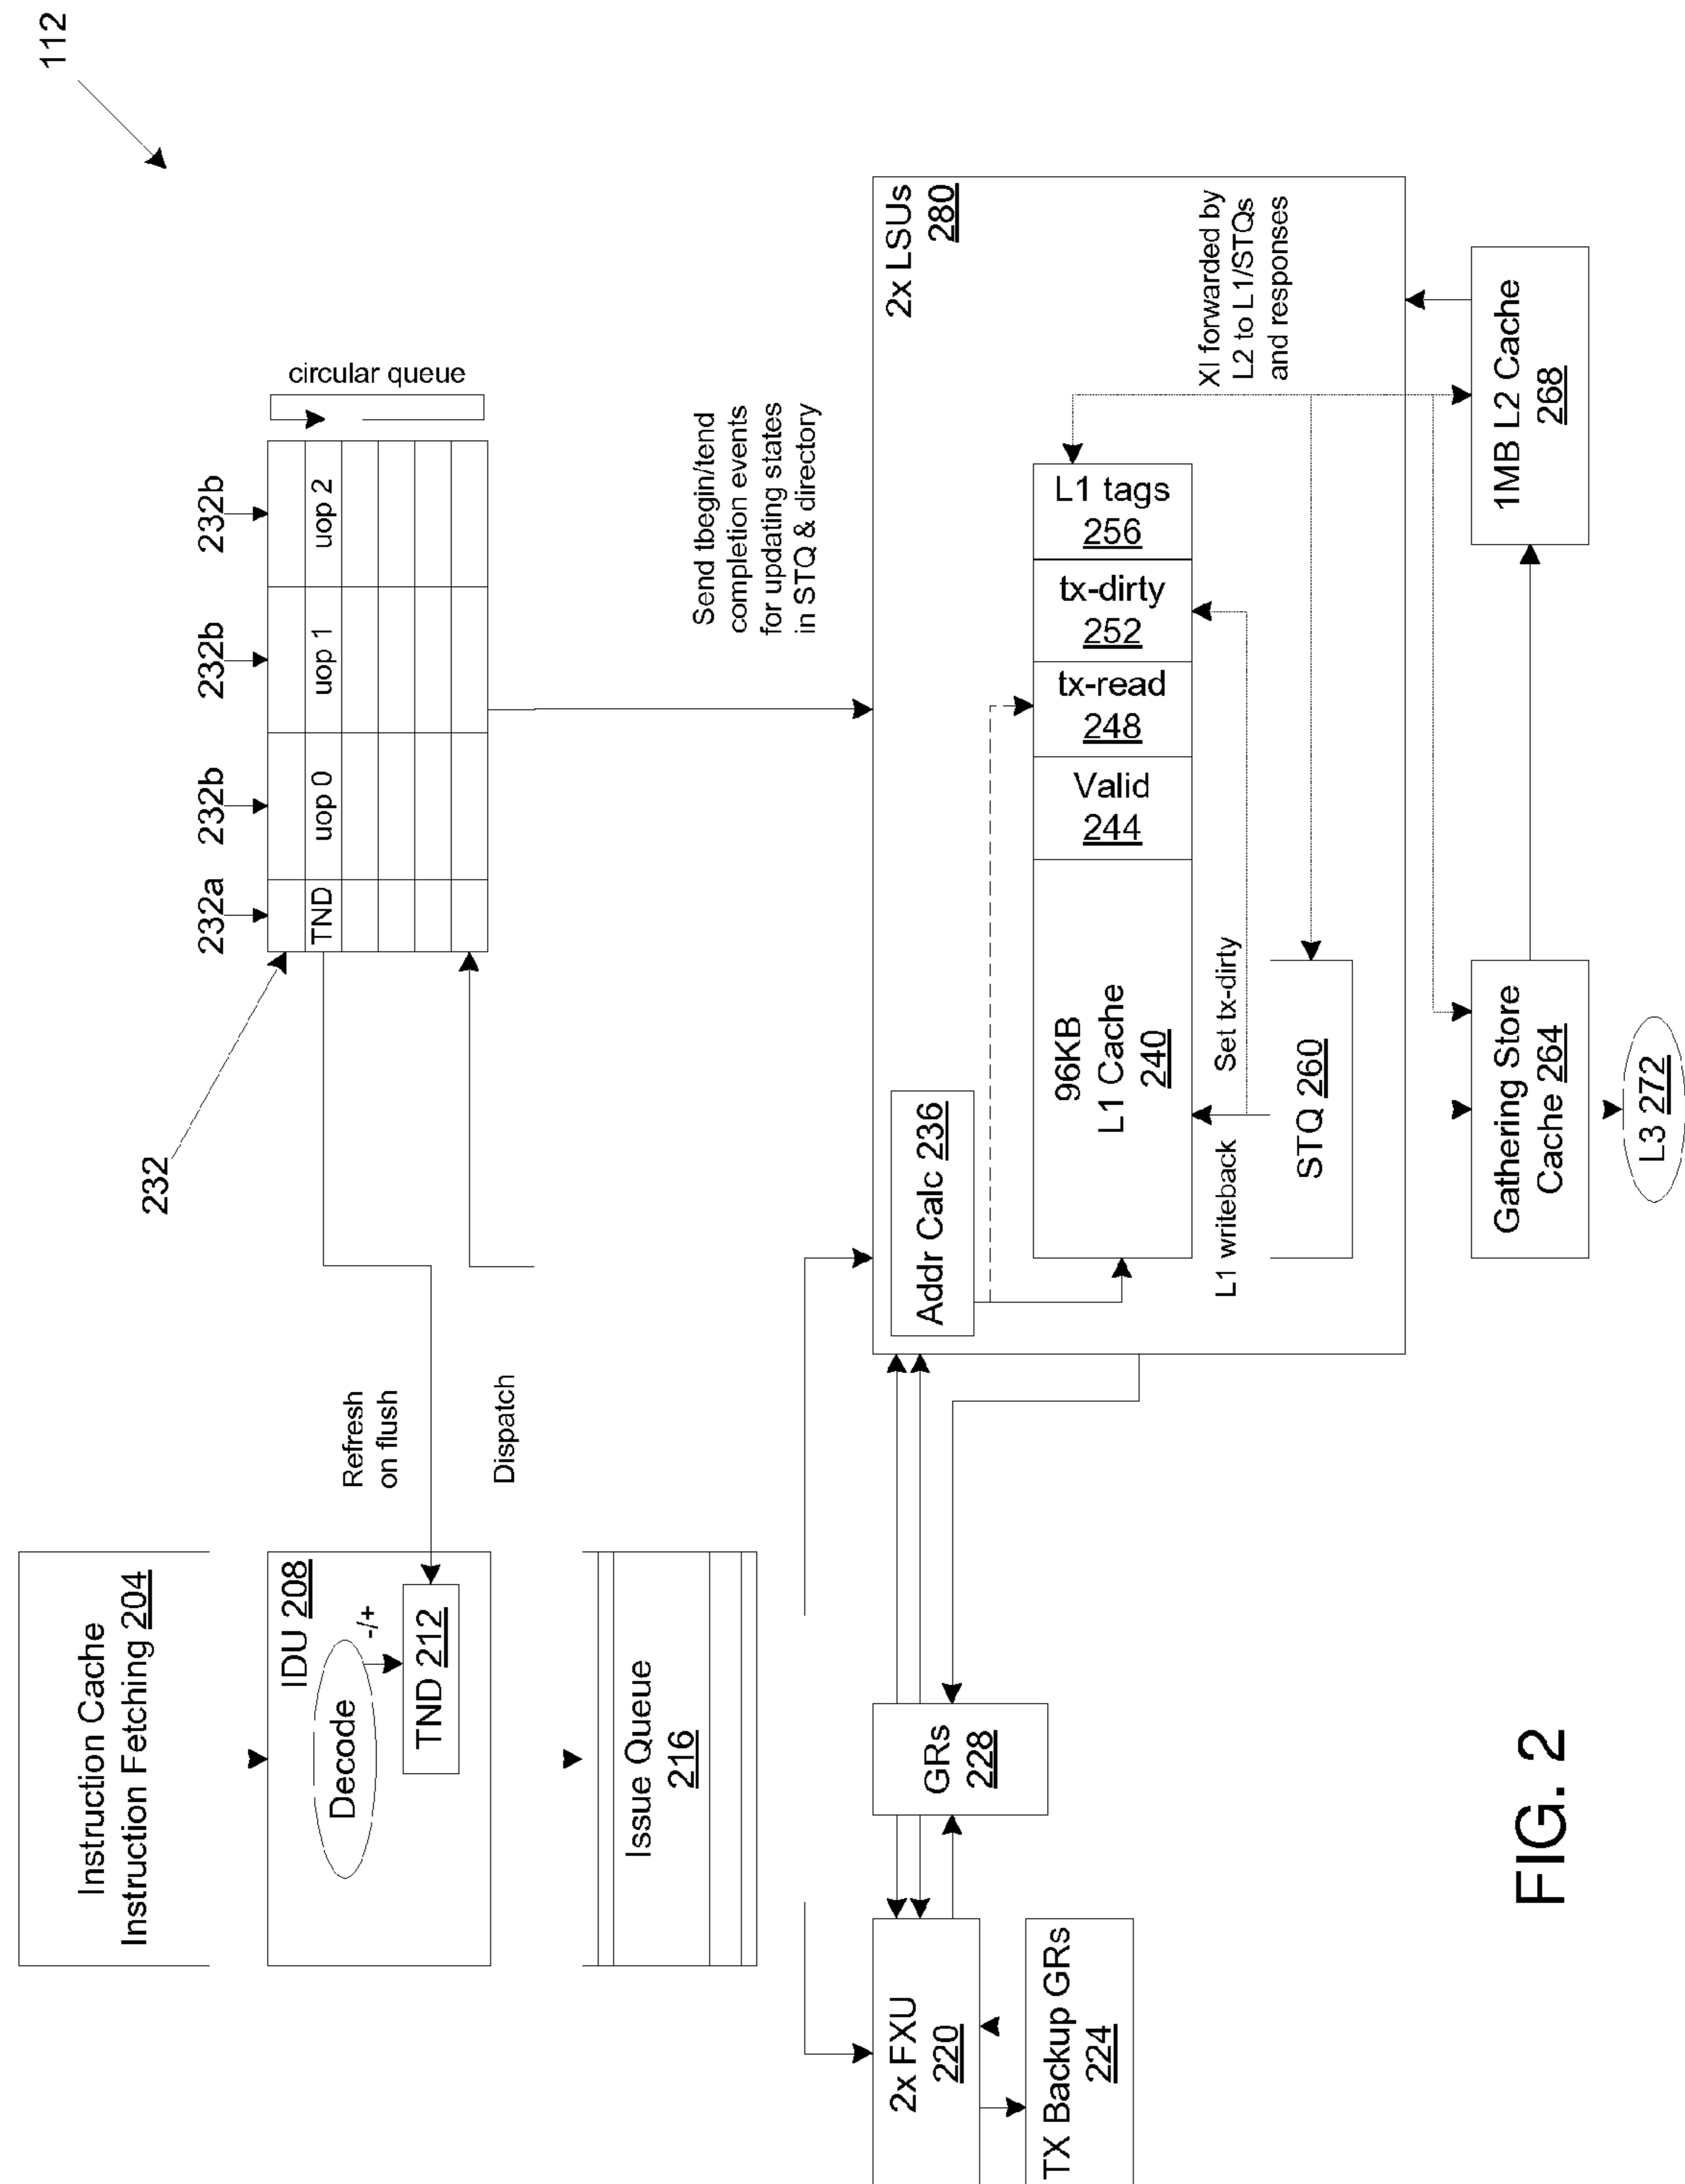 112
Instruction Cache
Instruction Fetching 204
IDU 208
Decode
-/+
TND 212
Refresh
on flush
Dispatch
Issue Queue
216
232
232a
232b
232b
232b
TND
uop 0
uop 1
uop 2
circular queue
Send tbegin/tend
completion events
for updating states
in STQ & directory
2x FXU
220
TX Backup GRs
224
GRs
228
2x LSUs
280
Addr Calc 236
96KB
L1 Cache
240
Valid
244
tx-read
248
tx-dirty
252
L1 tags
256
L1 writeback
Set tx-dirty
STQ 260
XI forwarded by
L2 to L1/STQs
and responses
Gathering Store
Cache 264
1MB L2 Cache
268
L3 272
FIG. 2